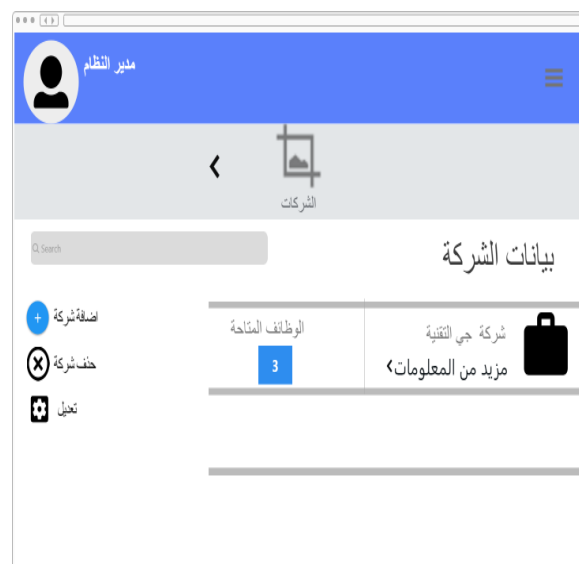 مدير النظام
الشركات
بيانات الشركة
Search
شركة جي التقنية
مزيد من المعلومات
الوظائف المتاحة
3
اضافة شركة
حذف شركة
تعديل